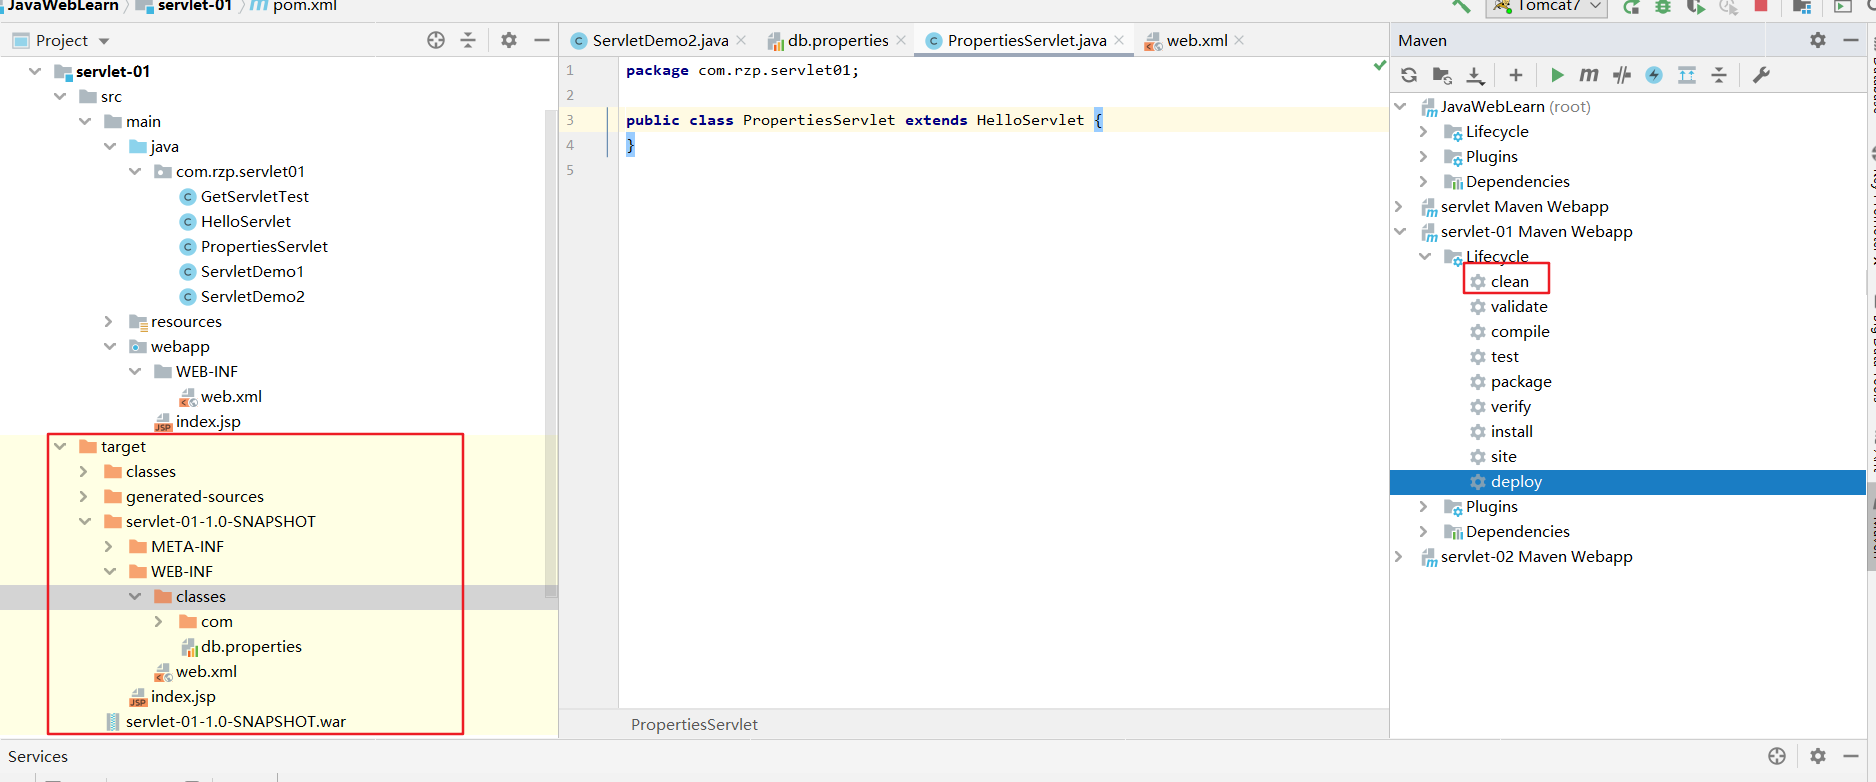 JavaWebLearn servlet-01 pom.xml
Tomcat7
Project
ServletDemo2.java db.properties PropertiesServlet.java web.xml
Maven
servlet-01
src
main
java
com.rzp.servlet01
GetServletTest
HelloServlet
PropertiesServlet
ServletDemo1
ServletDemo2
resources
webapp
WEB-INF
web.xml
index.jsp
target
classes
generated-sources
servlet-01-1.0-SNAPSHOT
META-INF
WEB-INF
classes
com
db.properties
web.xml
index.jsp
servlet-01-1.0-SNAPSHOT.war
1 package com.rzp.servlet01;
2
3 public class PropertiesServlet extends HelloServlet {
4 }
5
PropertiesServlet
JavaWebLearn (root)
Lifecycle
Plugins
Dependencies
servlet Maven Webapp
servlet-01 Maven Webapp
Lifecycle
clean
validate
compile
test
package
verify
install
site
deploy
Plugins
Dependencies
servlet-02 Maven Webapp
Services